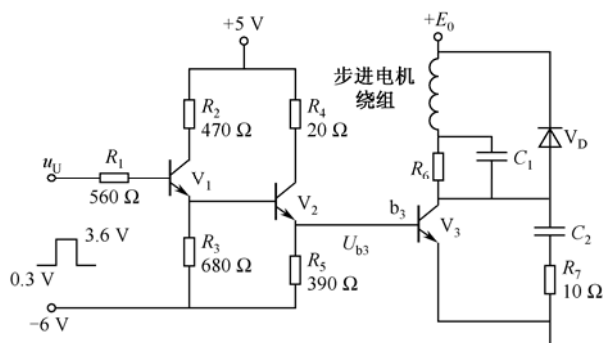 +5 V
+E₀
步进电机
绕组
R₂
470 Ω
R₄
20 Ω
V_D
C₁
R₆
u_U
R₁
560 Ω
V₁
V₂
b₃
V₃
C₂
U_b3
3.6 V
0.3 V
R₃
680 Ω
R₅
390 Ω
R₇
10 Ω
−6 V